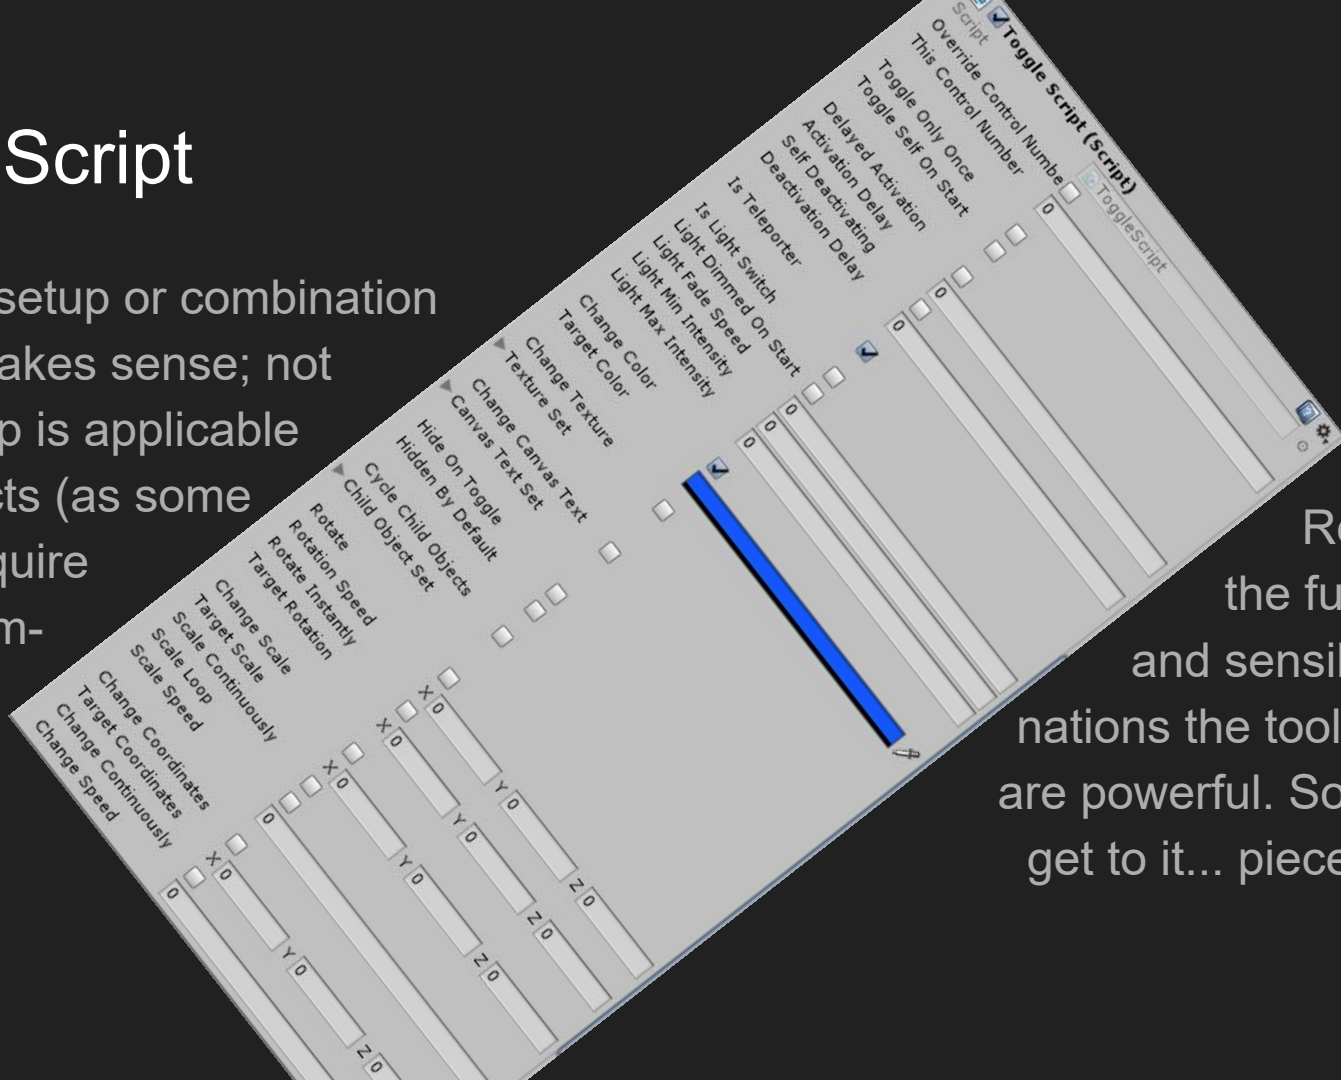 Script
setup or combination
akes sense; not
p is applicable
cts (as some
quire
m-
Toggle Script (Script)
Script ToggleScript
Override Control Numbe
This Control Number 0
Toggle Only Once
Toggle Self On Start
Delayed Activation
Activation Delay 0
Self Deactivating
Deactivation Delay 0
Is Teleporter
Is Light Switch
Light Dimmed On Start
Light Fade Speed 0
Light Min Intensity 0
Light Max Intensity 0
Change Color
Target Color
Change Texture
Texture Set
Change Canvas Text
Canvas Text Set
Hide On Toggle
Hidden By Default
Cycle Child Objects
Child Object Set
Rotate
Rotation Speed X 0 Y 0 Z 0
Rotate Instantly
Target Rotation X 0 Y 0 Z 0
Change Scale
Target Scale X 0 Y 0 Z 0
Scale Continuously
Scale Loop
Scale Speed 0
Change Coordinates
Target Coordinates X 0 Y 0 Z 0
Change Continuously
Change Speed 0
Re
the fu
and sensil
nations the tool
are powerful. So
get to it... piece